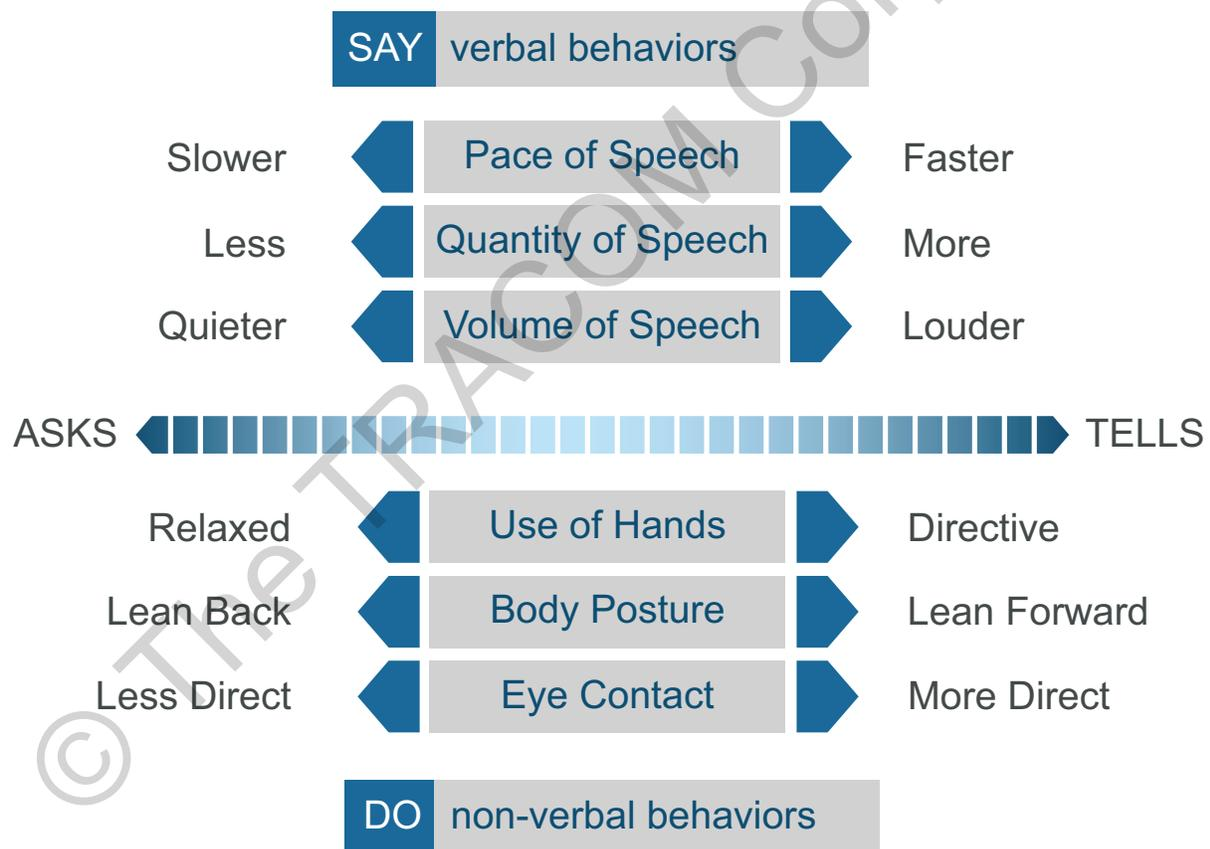 SAY verbal behaviors
Slower Pace of Speech Faster
Less Quantity of Speech More
Quieter Volume of Speech Louder
ASKS TELLS
Relaxed Use of Hands Directive
Lean Back Body Posture Lean Forward
Less Direct Eye Contact More Direct
DO non-verbal behaviors
© The TRACOM Corp